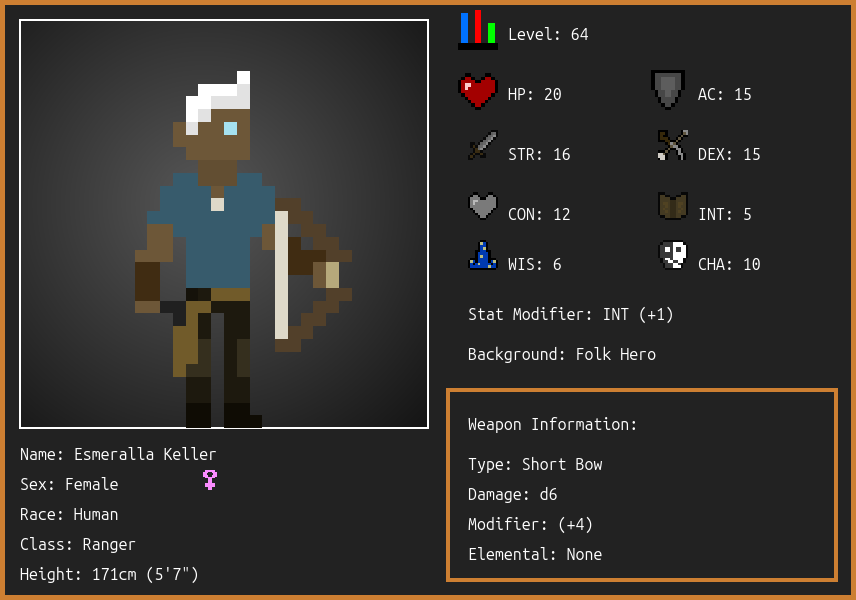 Level: 64
HP: 20
AC: 15
STR: 16
DEX: 15
CON: 12
INT: 5
WIS: 6
CHA: 10
Stat Modifier: INT (+1)
Background: Folk Hero
Weapon Information:
Type: Short Bow
Damage: d6
Modifier: (+4)
Elemental: None
Name: Esmeralla Keller
Sex: Female
Race: Human
Class: Ranger
Height: 171cm (5'7")